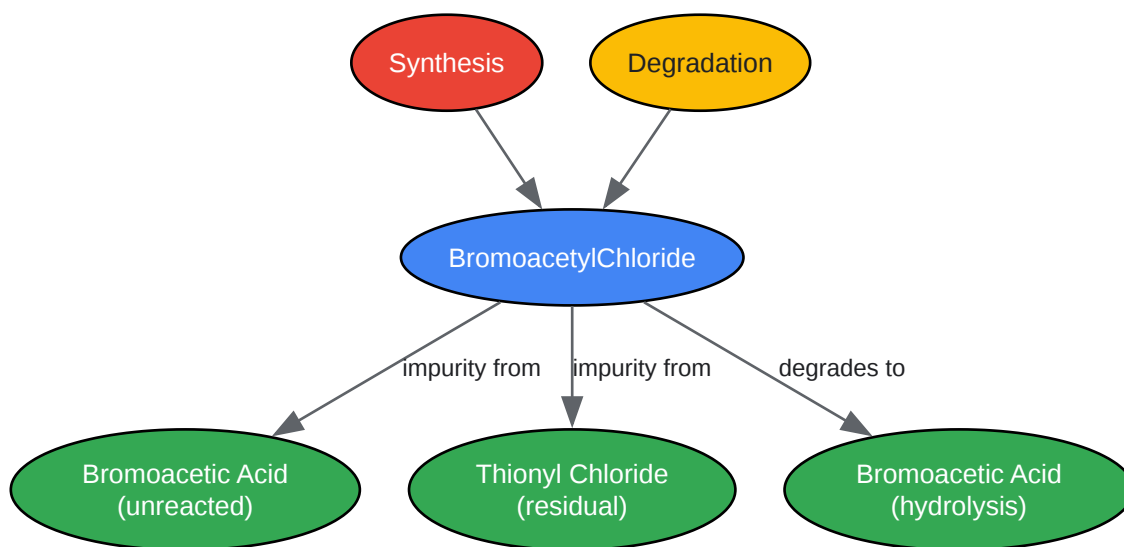 Synthesis
Degradation
BromoacetylChloride
impurity from
impurity from
degrades to
Bromoacetic Acid
(unreacted)
Thionyl Chloride
(residual)
Bromoacetic Acid
(hydrolysis)